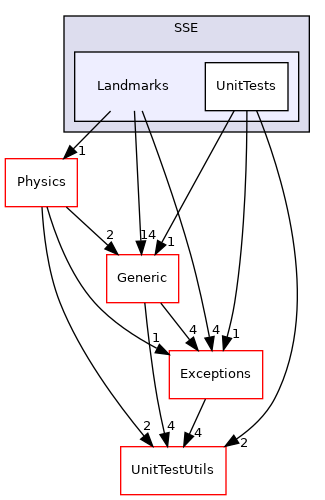 SSE
Landmarks
UnitTests
1
Physics
2
14
1
Generic
1
4
4
1
Exceptions
2
4
4
2
UnitTestUtils